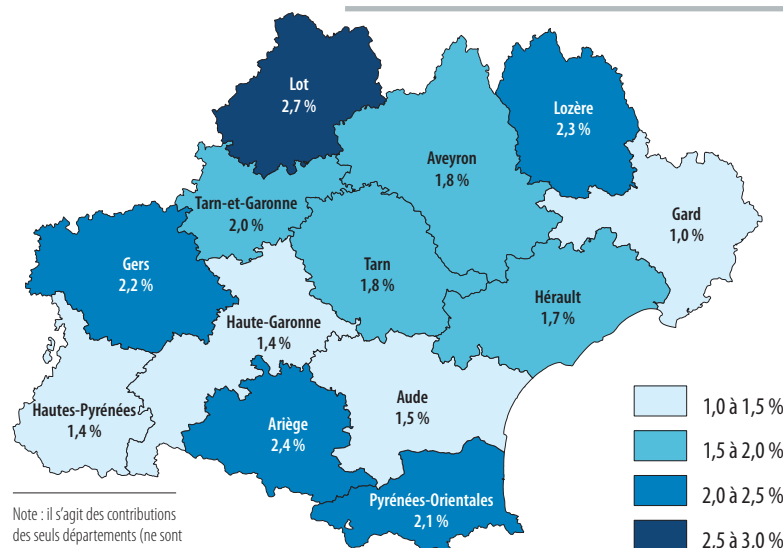 Lot
2,7 %
Lozère
2,3 %
Aveyron
1,8 %
Tarn-et-Garonne
2,0 %
Gard
1,0 %
Gers
2,2 %
Tarn
1,8 %
Hérault
1,7 %
Haute-Garonne
1,4 %
Hautes-Pyrénées
1,4 %
Aude
1,5 %
Ariège
2,4 %
Pyrénées-Orientales
2,1 %
1,0 à 1,5 %
1,5 à 2,0 %
2,0 à 2,5 %
2,5 à 3,0 %
Note : il s'agit des contributions
des seuls départements (ne sont